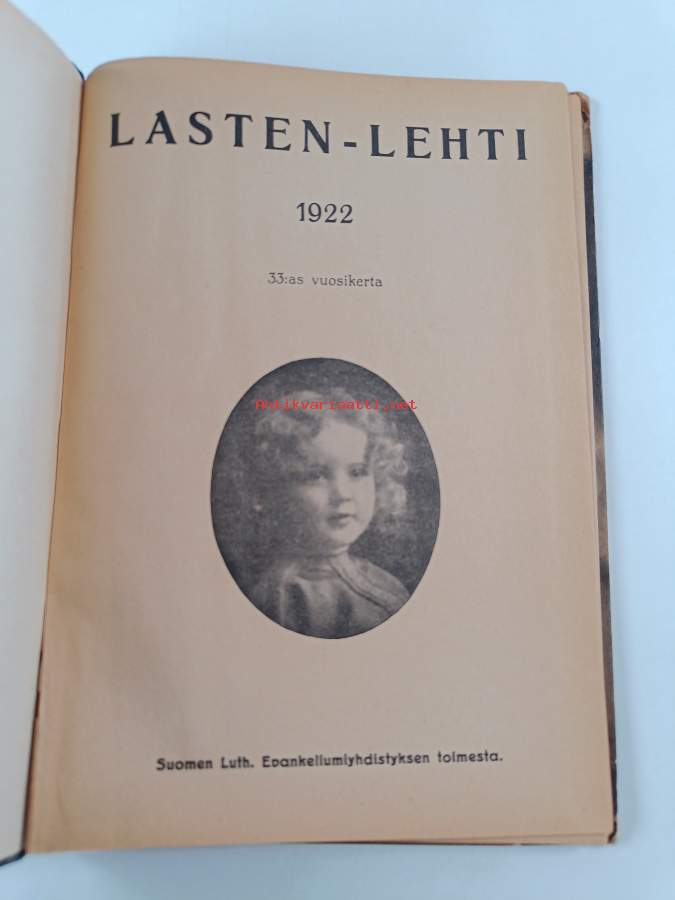 LASTEN-LEHTI
1922
33:as vuosikerta
Antikvariaatti.net
Suomen Luth. Evankeliumiyhdistyksen toimesta.